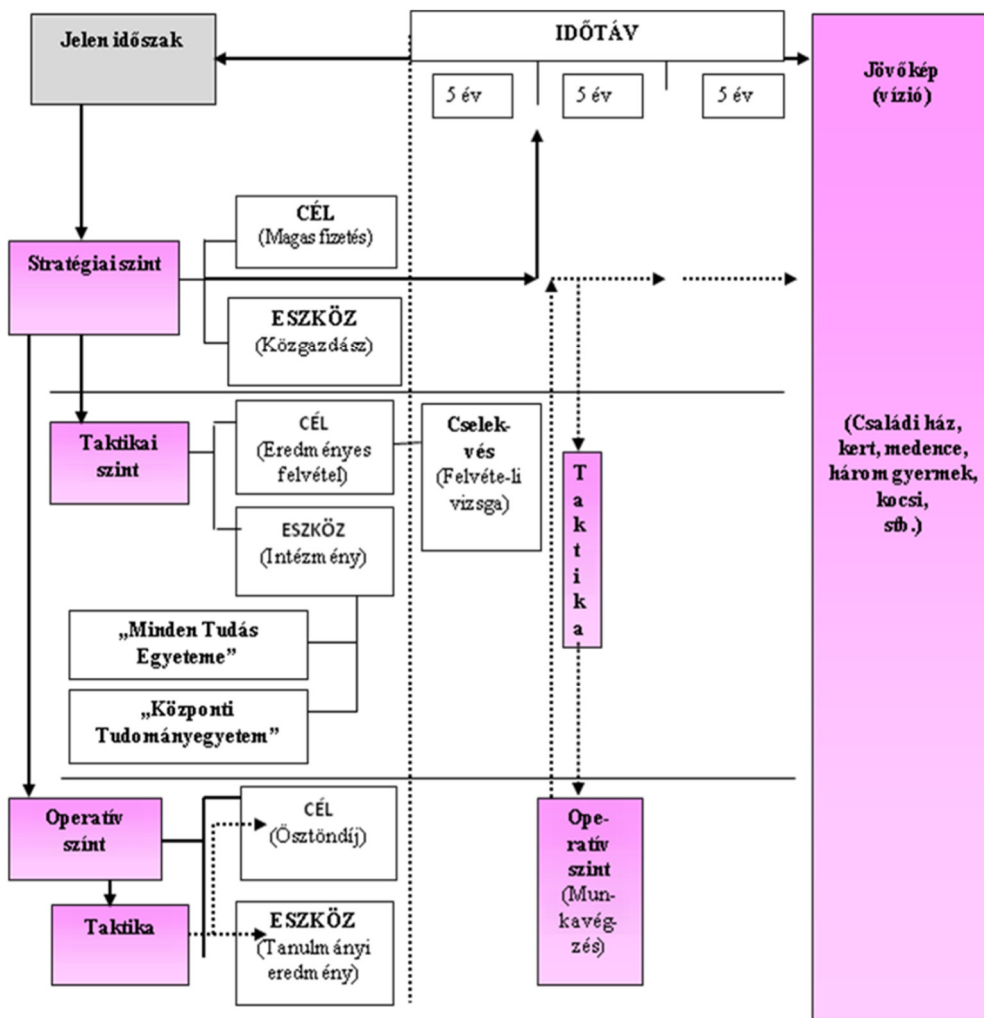 Jelen időszak
IDŐTÁV
5 év
5 év
5 év
Jövőkép
(vízió)
CÉL
(Magas fizetés)
Stratégiai szint
ESZKÖZ
(Közgazdász)
Taktikai
szint
CÉL
(Eredményes
felvétel)
Cselek-
vés
(Felvéte-li
vizsga)
ESZKÖZ
(Intézmény)
T
a
k
t
i
k
a
(Családi ház,
kert, medence,
három gyermek,
kocsi,
stb.)
„Minden Tudás
Egyeteme”
„Központi
Tudományegyetem”
Operatív
színt
CÉL
(Ösztöndíj)
Taktika
ESZKÖZ
(Tanulmányi
eredmény)
Ope-
ratív
szint
(Mun-
kavég-
zés)